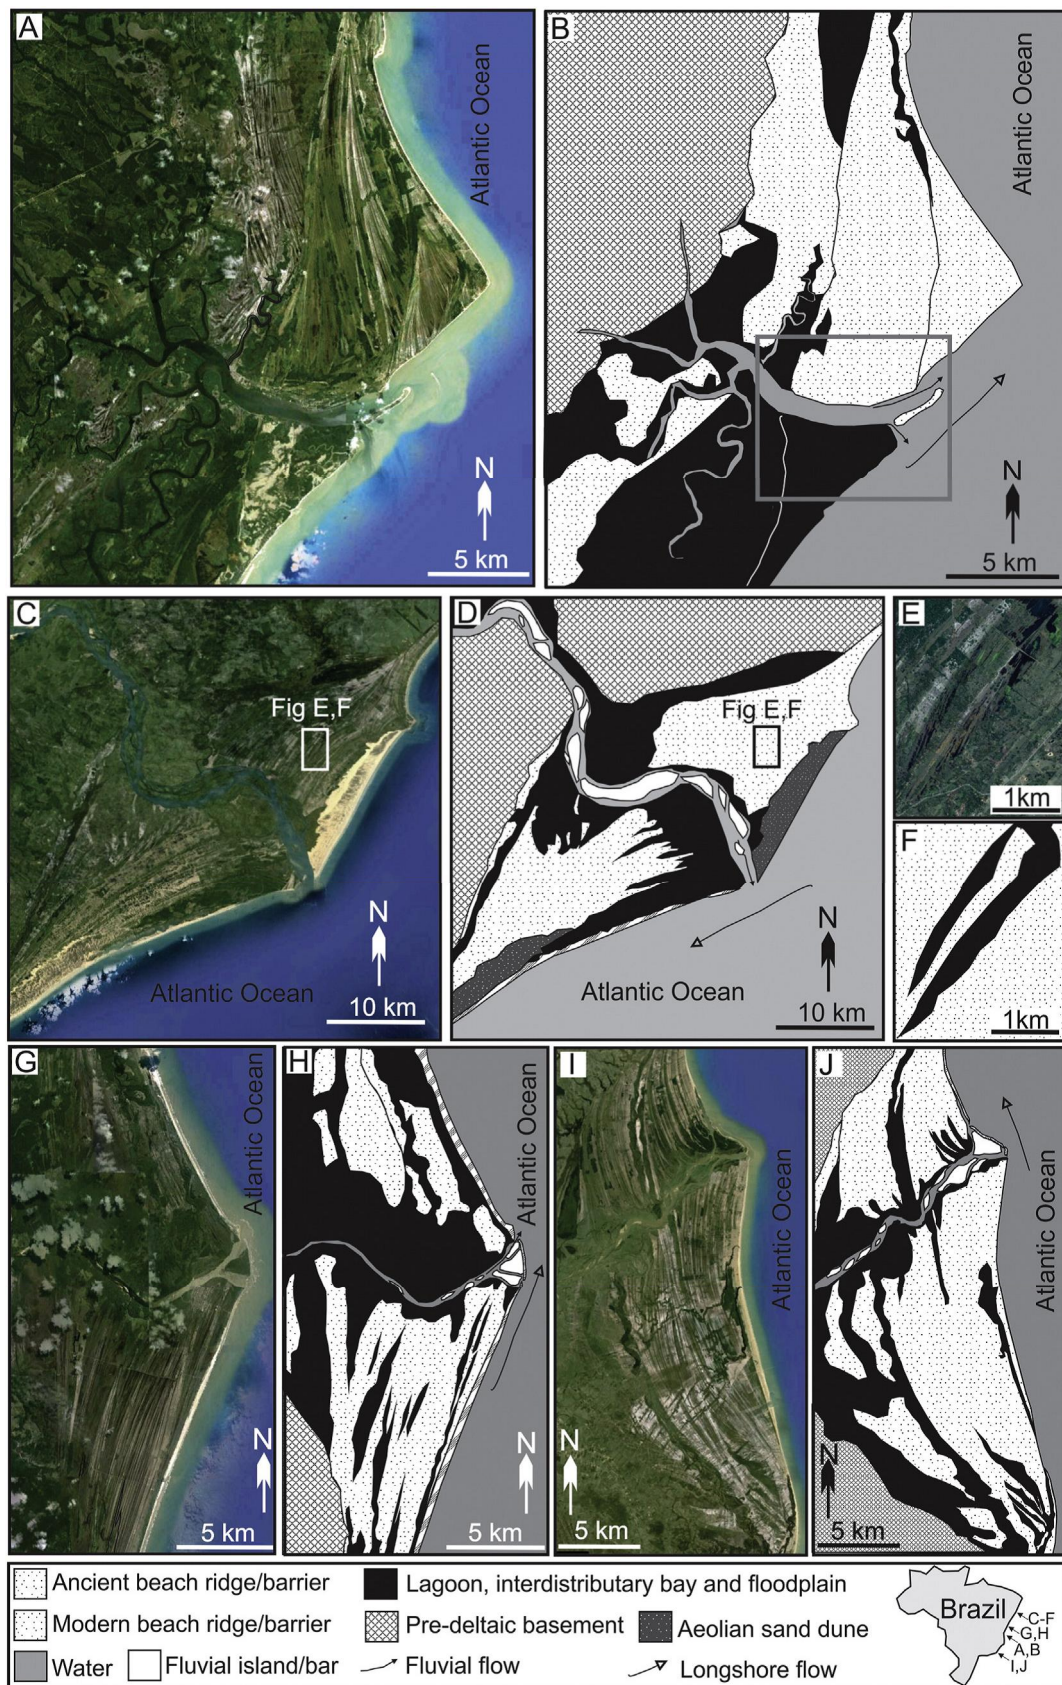 A
Atlantic Ocean
N
5 km
B
Atlantic Ocean
N
5 km
C
Fig E,F
N
Atlantic Ocean
10 km
D
Fig E,F
N
Atlantic Ocean
10 km
E
1km
F
1km
G
Atlantic Ocean
N
5 km
H
Atlantic Ocean
N
5 km
I
Atlantic Ocean
N
5 km
J
Atlantic Ocean
N
5 km
Ancient beach ridge/barrier
Lagoon, interdistributary bay and floodplain
Modern beach ridge/barrier
Pre-deltaic basement
Aeolian sand dune
Water
Fluvial island/bar
Fluvial flow
Longshore flow
Brazil
C-F
G,H
A,B
I,J